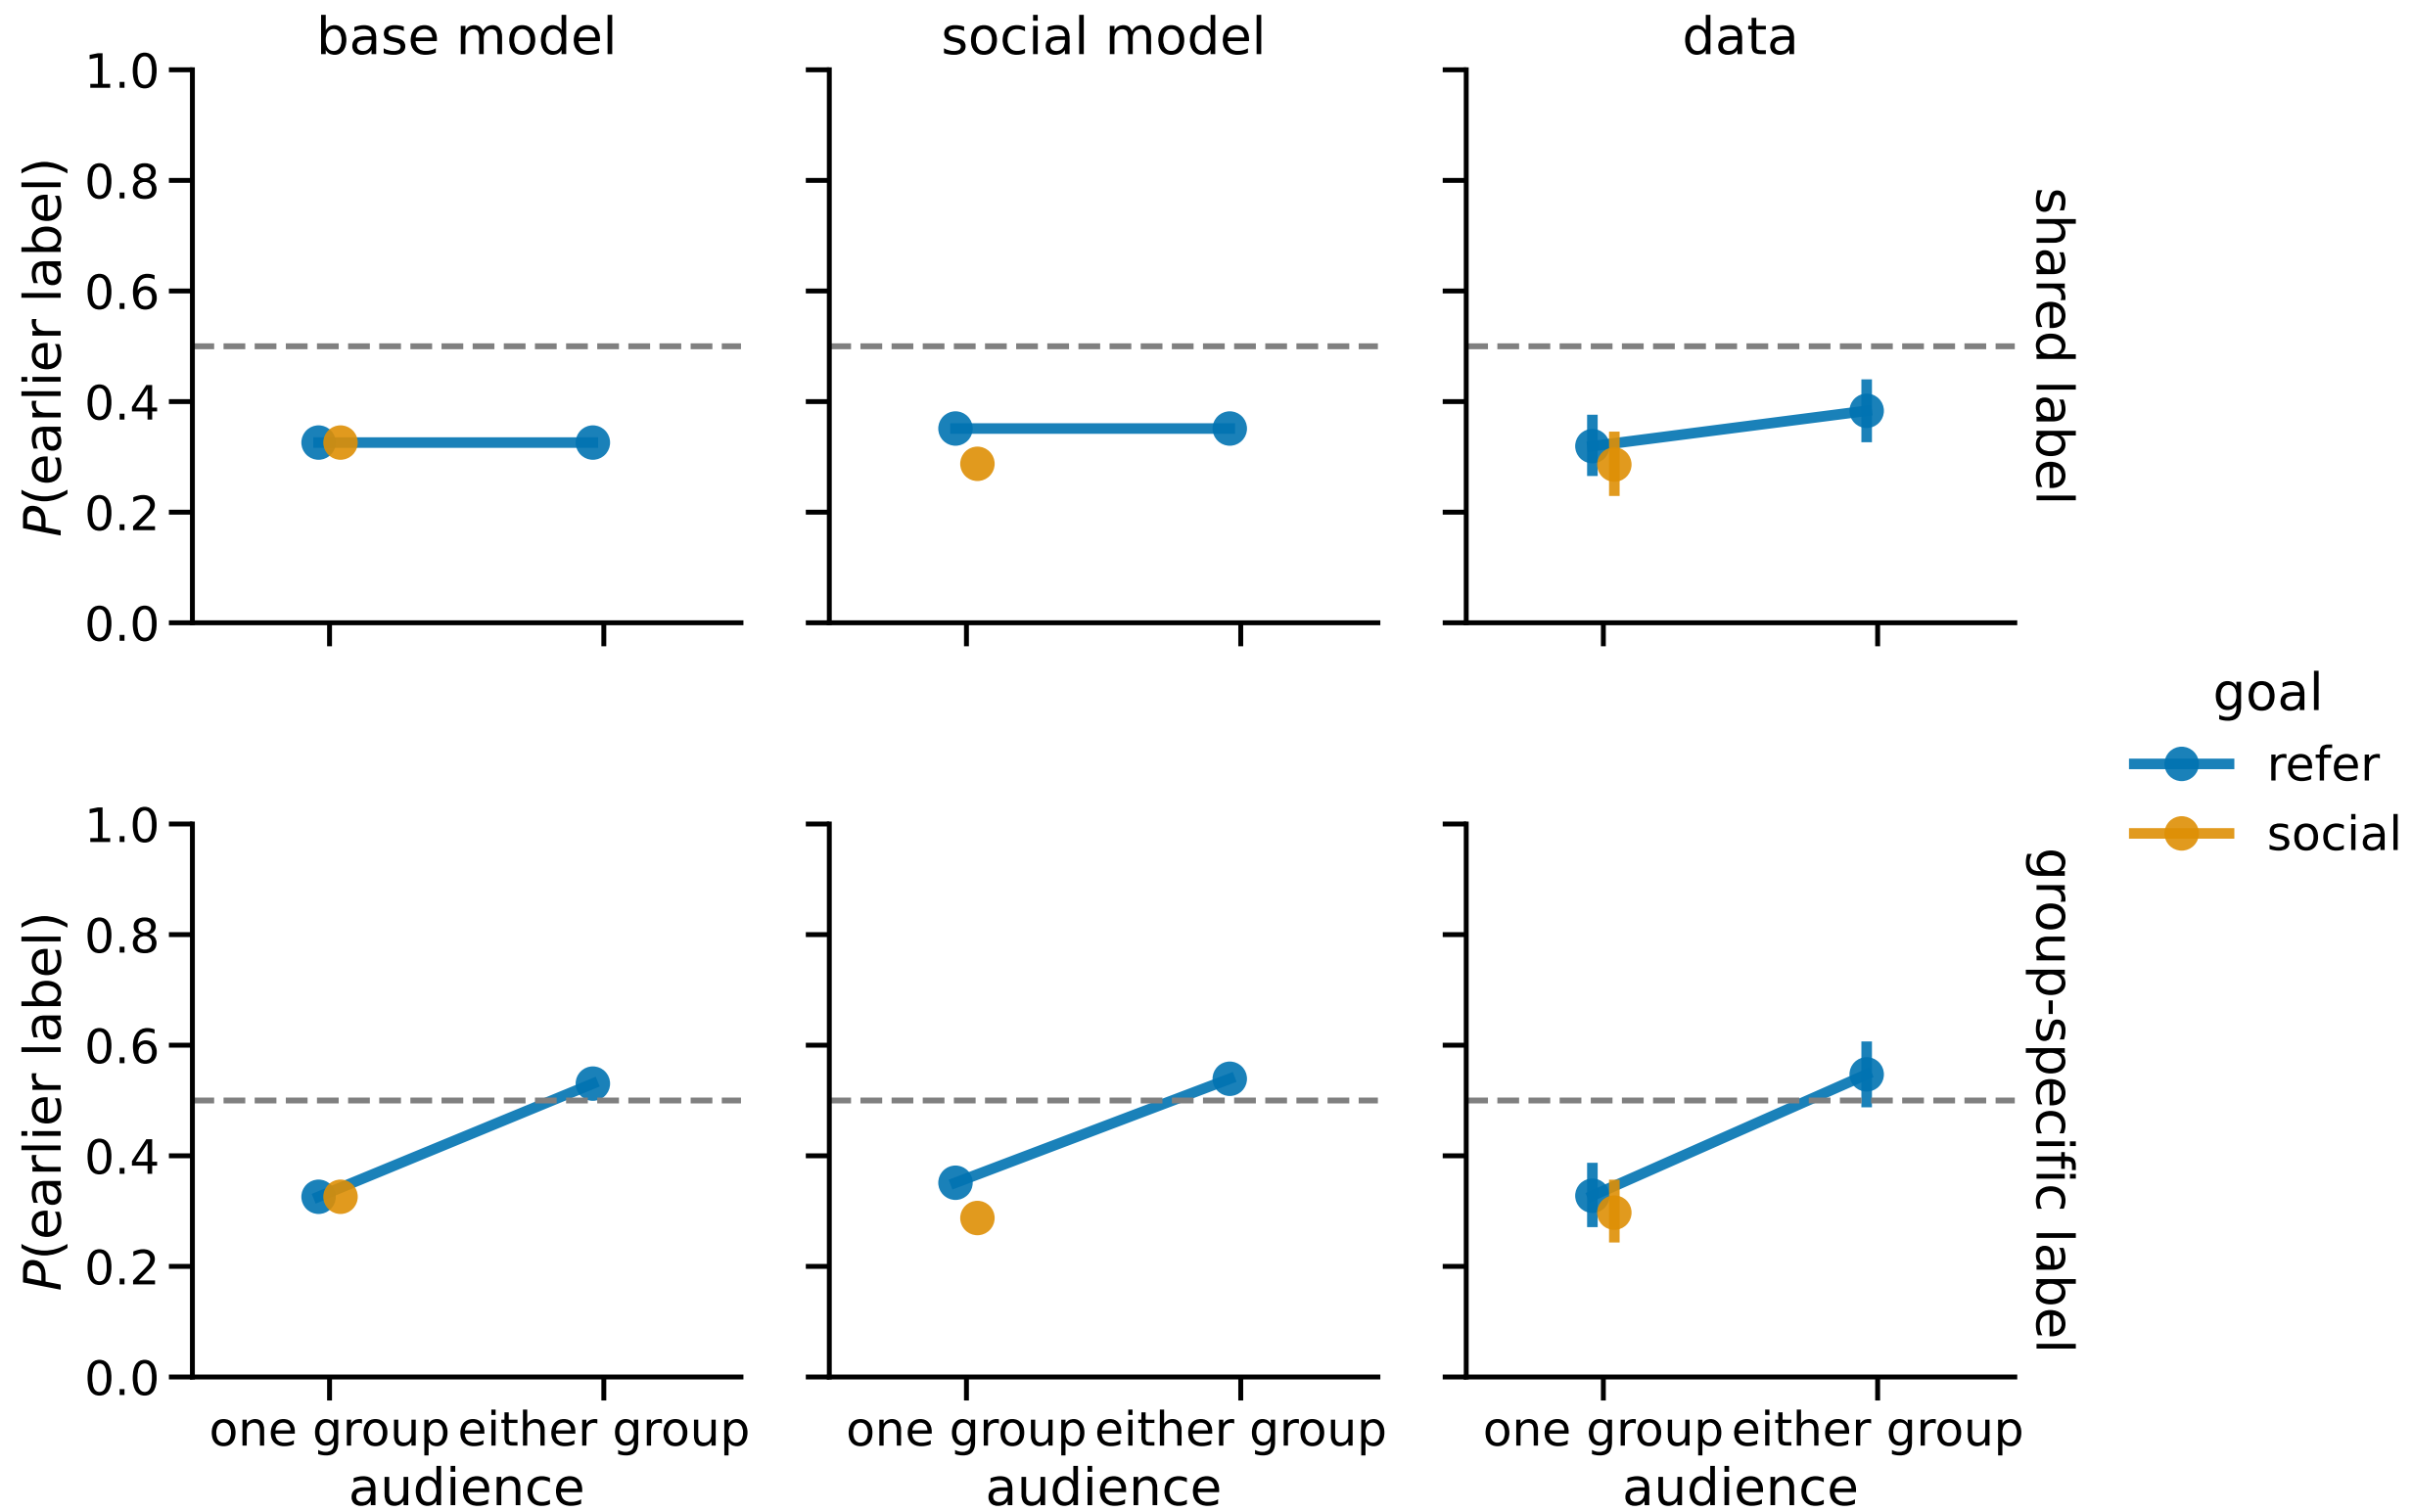 base model
social model
data
1.0
0.8
0.6
0.4
0.2
0.0
P(earlier label)
shared label
goal
refer
social
1.0
0.8
0.6
0.4
0.2
0.0
P(earlier label)
group-specific label
one group either group
audience
one group either group
audience
one group either group
audience